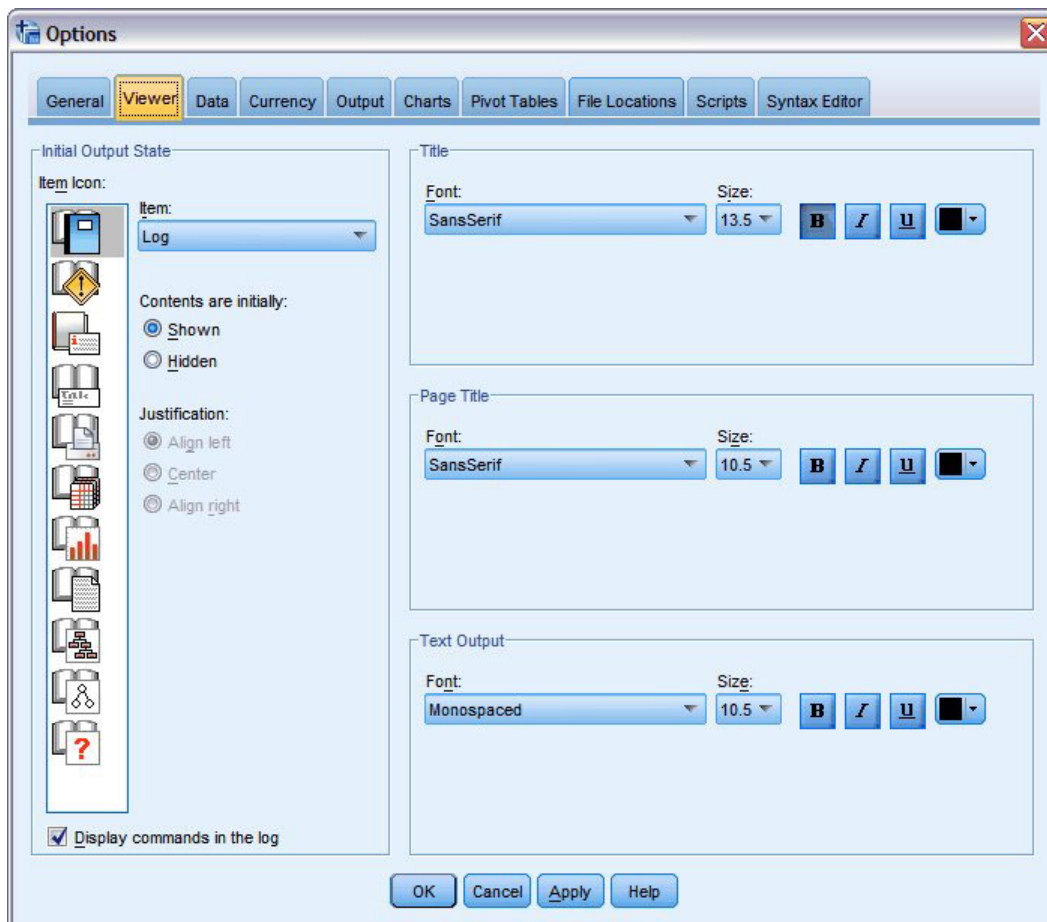 Options
General
Viewer
Data
Currency
Output
Charts
Pivot Tables
File Locations
Scripts
Syntax Editor
Initial Output State
Item Icon:
Item:
Log
Contents are initially:
Shown
Hidden
Justification:
Align left
Center
Align right
Title
?
Display commands in the log
Title
Font:
Size:
SansSerif
13.5
B
I
u
Page Title
Font:
Size:
SansSerif
10.5
B
I
u
Text Output
Font:
Size:
Monospaced
10.5
B
I
u
OK
Cancel
Apply
Help